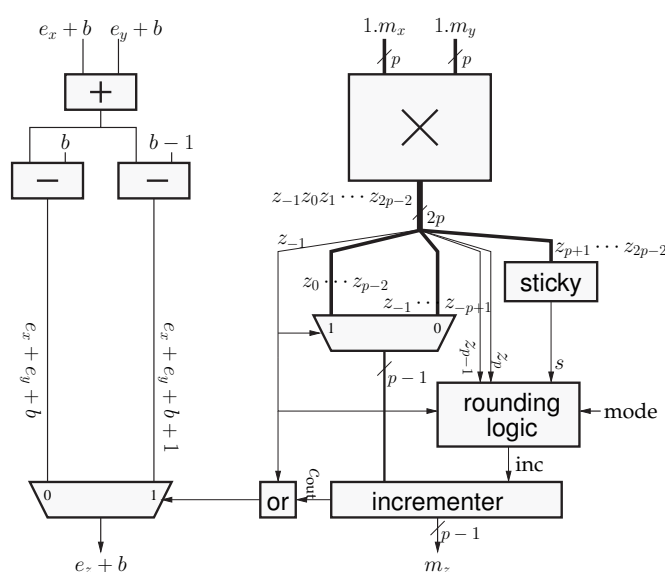 e_x + b e_y + b 1.m_x 1.m_y
p p
+ ×
b b − 1
− −
z_{−1}z_0z_1 ⋯ z_{2p−2}
2p
z_{−1} z_{p+1} ⋯ z_{2p−2}
z_0 ⋯ z_{p−2} sticky
z_{−1} ⋯ z_{−p+1}
1 0
z_{p−1} z_p s
e_x + e_y + b e_x + e_y + b + 1
p − 1
rounding
logic mode
inc
0 1 or c_out incrementer
p − 1
e_z + b m_z